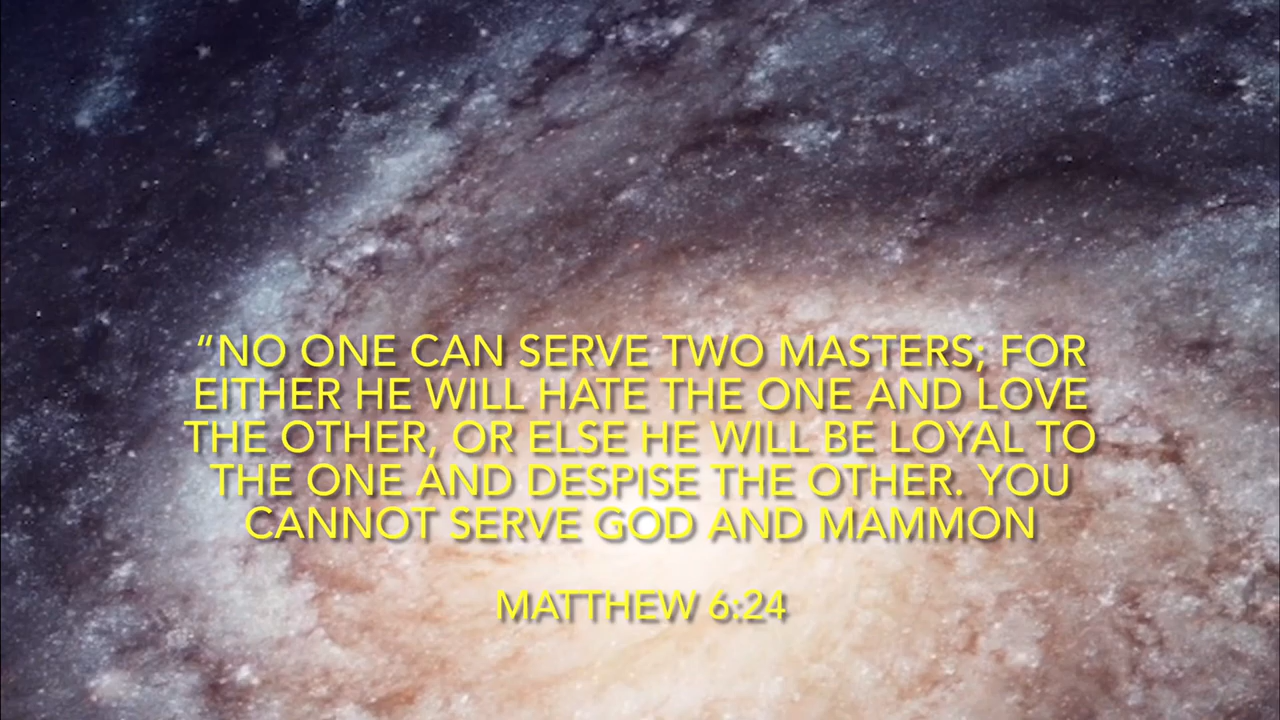 “NO ONE CAN SERVE TWO MASTERS; FOR
EITHER HE WILL HATE THE ONE AND LOVE
THE OTHER, OR ELSE HE WILL BE LOYAL TO
THE ONE AND DESPISE THE OTHER. YOU
CANNOT SERVE GOD AND MAMMON
MATTHEW 6:24